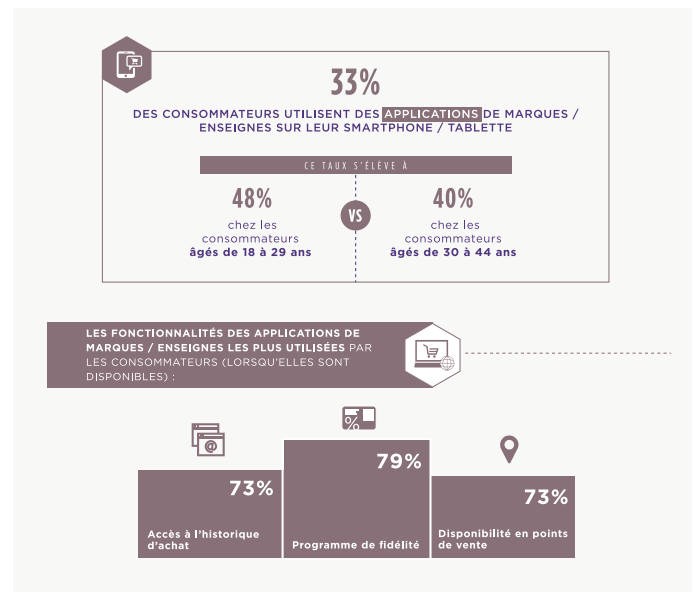 33%
DES CONSOMMATEURS UTILISENT DES APPLICATIONS DE MARQUES /
ENSEIGNES SUR LEUR SMARTPHONE / TABLETTE
CE TAUX S'ÉLÈVE À
48%
chez les
consommateurs
âgés de 18 à 29 ans
VS
40%
chez les
consommateurs
âgés de 30 à 44 ans
LES FONCTIONNALITÉS DES APPLICATIONS DE
MARQUES / ENSEIGNES LES PLUS UTILISÉES PAR
LES CONSOMMATEURS (LORSQU'ELLES SONT
DISPONIBLES) :
@
%
73%
Accès à l'historique
d'achat
79%
Programme de fidélité
73%
Disponibilité en points
de vente